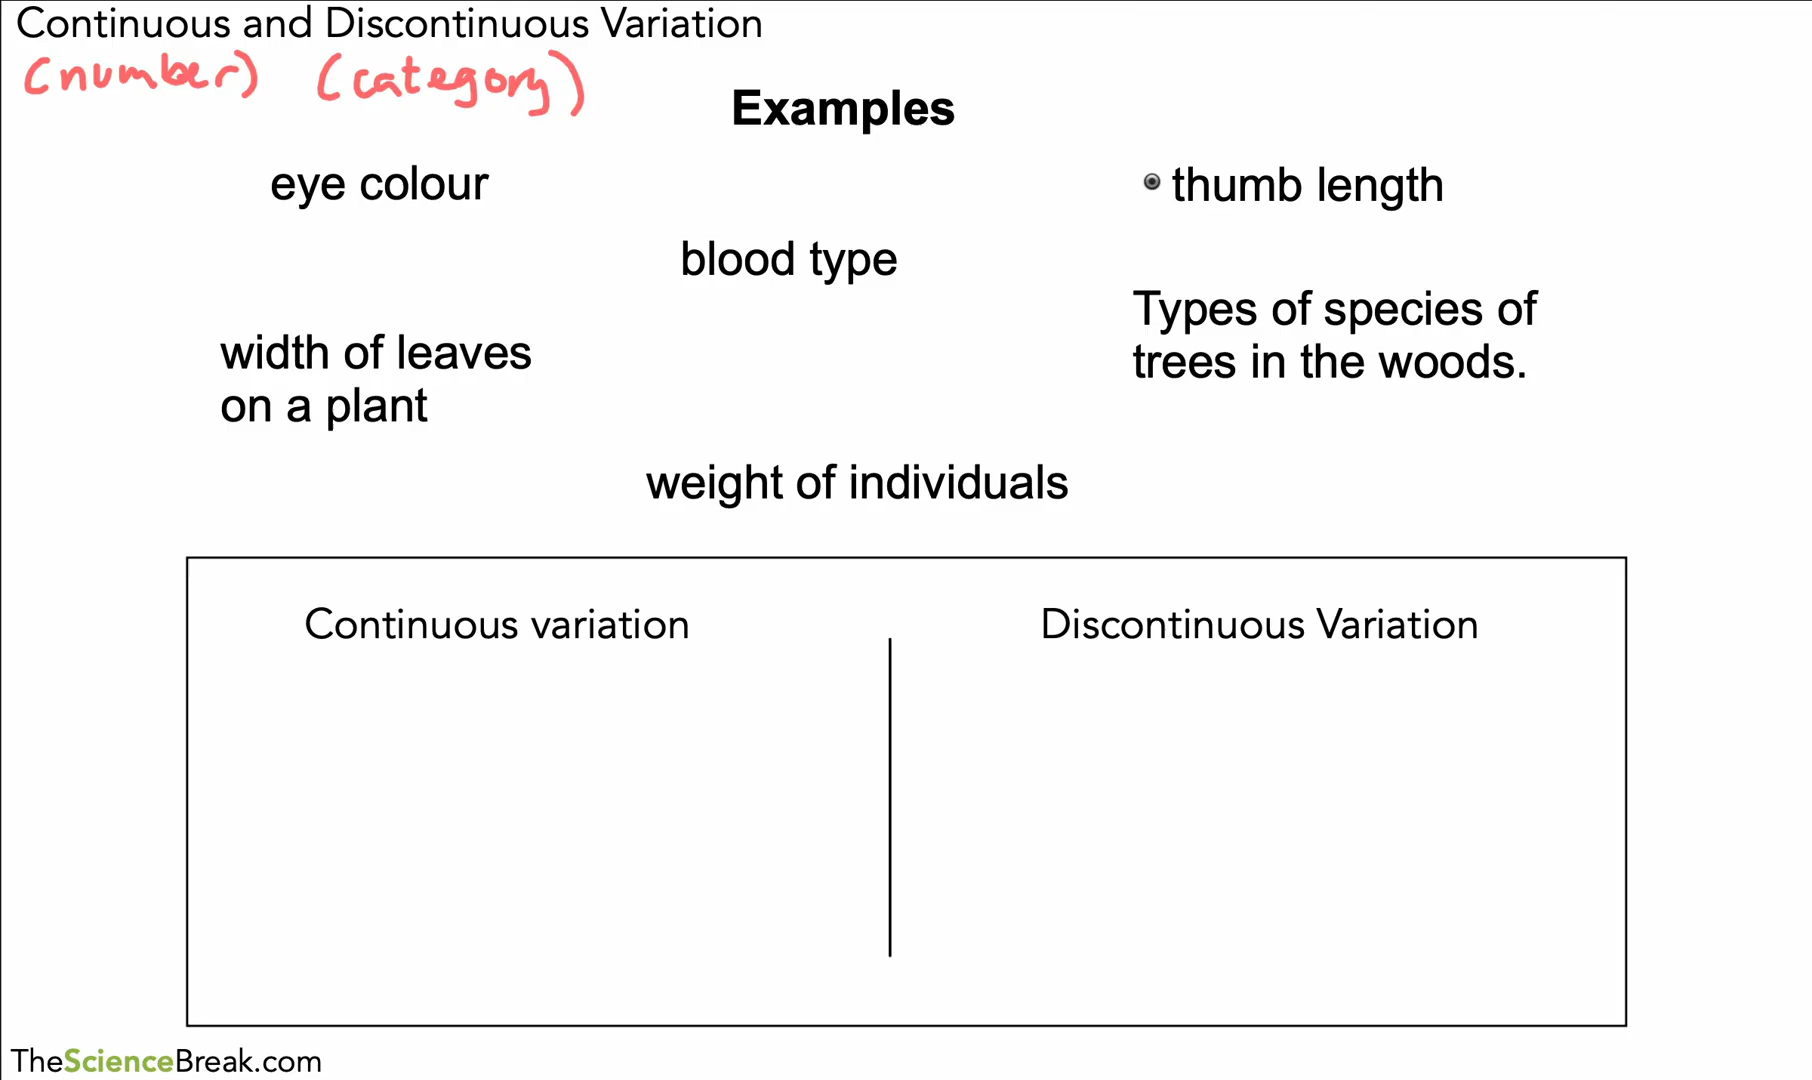 Continuous and Discontinuous Variation
(number) (category)
Examples
eye colour
thumb length
blood type
Types of species of
trees in the woods.
width of leaves
on a plant
weight of individuals
Continuous variation
Discontinuous Variation
TheScienceBreak.com